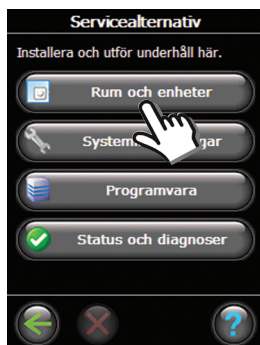 Servicealternativ
Installera och utför underhåll här.
Rum och enheter
Programvara
Status och diagnoser
?